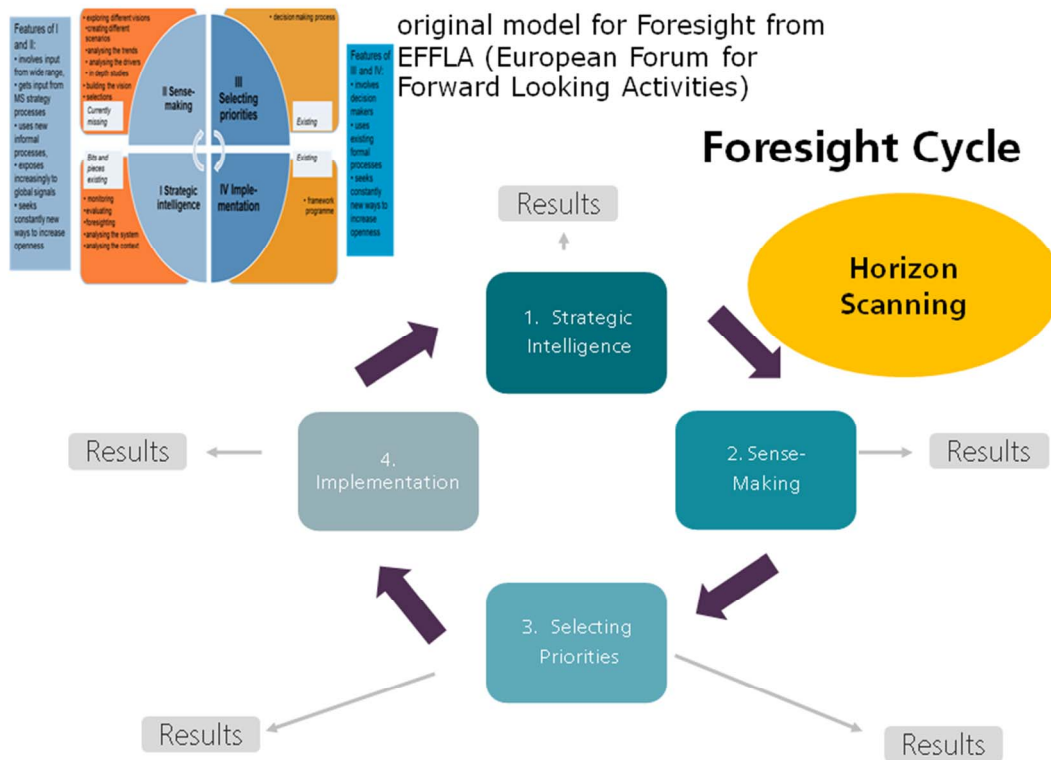 Features of I
and II:
• involves input
from wide range,
• gets input from
MS strategy
processes
• uses new
informal
processes,
• exposes
increasingly to
global signals
• seeks
constantly new
ways to increase
openness
• exploring different visions
•creating different
scenarios
• analysing the trends
• analysing the drivers
• in depth studies
• building the vision
• selections
Currently
missing
II Sense-
making
III
Selecting
priorities
• decision making process
Existing
Features of
III and IV:
• involves
decision
makers
• uses
existing
formal
processes
• seeks
constantly
new ways to
increase
openness
Bits and
pieces
existing
• monitoring
• evaluating
• foresighting
• analysing the system
•analysing the context
I Strategic
intelligence
IV Imple-
mentation
Existing
• framework
programme
original model for Foresight from
EFFLA (European Forum for
Forward Looking Activities)
Foresight Cycle
Results
Horizon
Scanning
1. Strategic
Intelligence
Results
4.
Implementation
2. Sense-
Making
Results
3. Selecting
Priorities
Results
Results